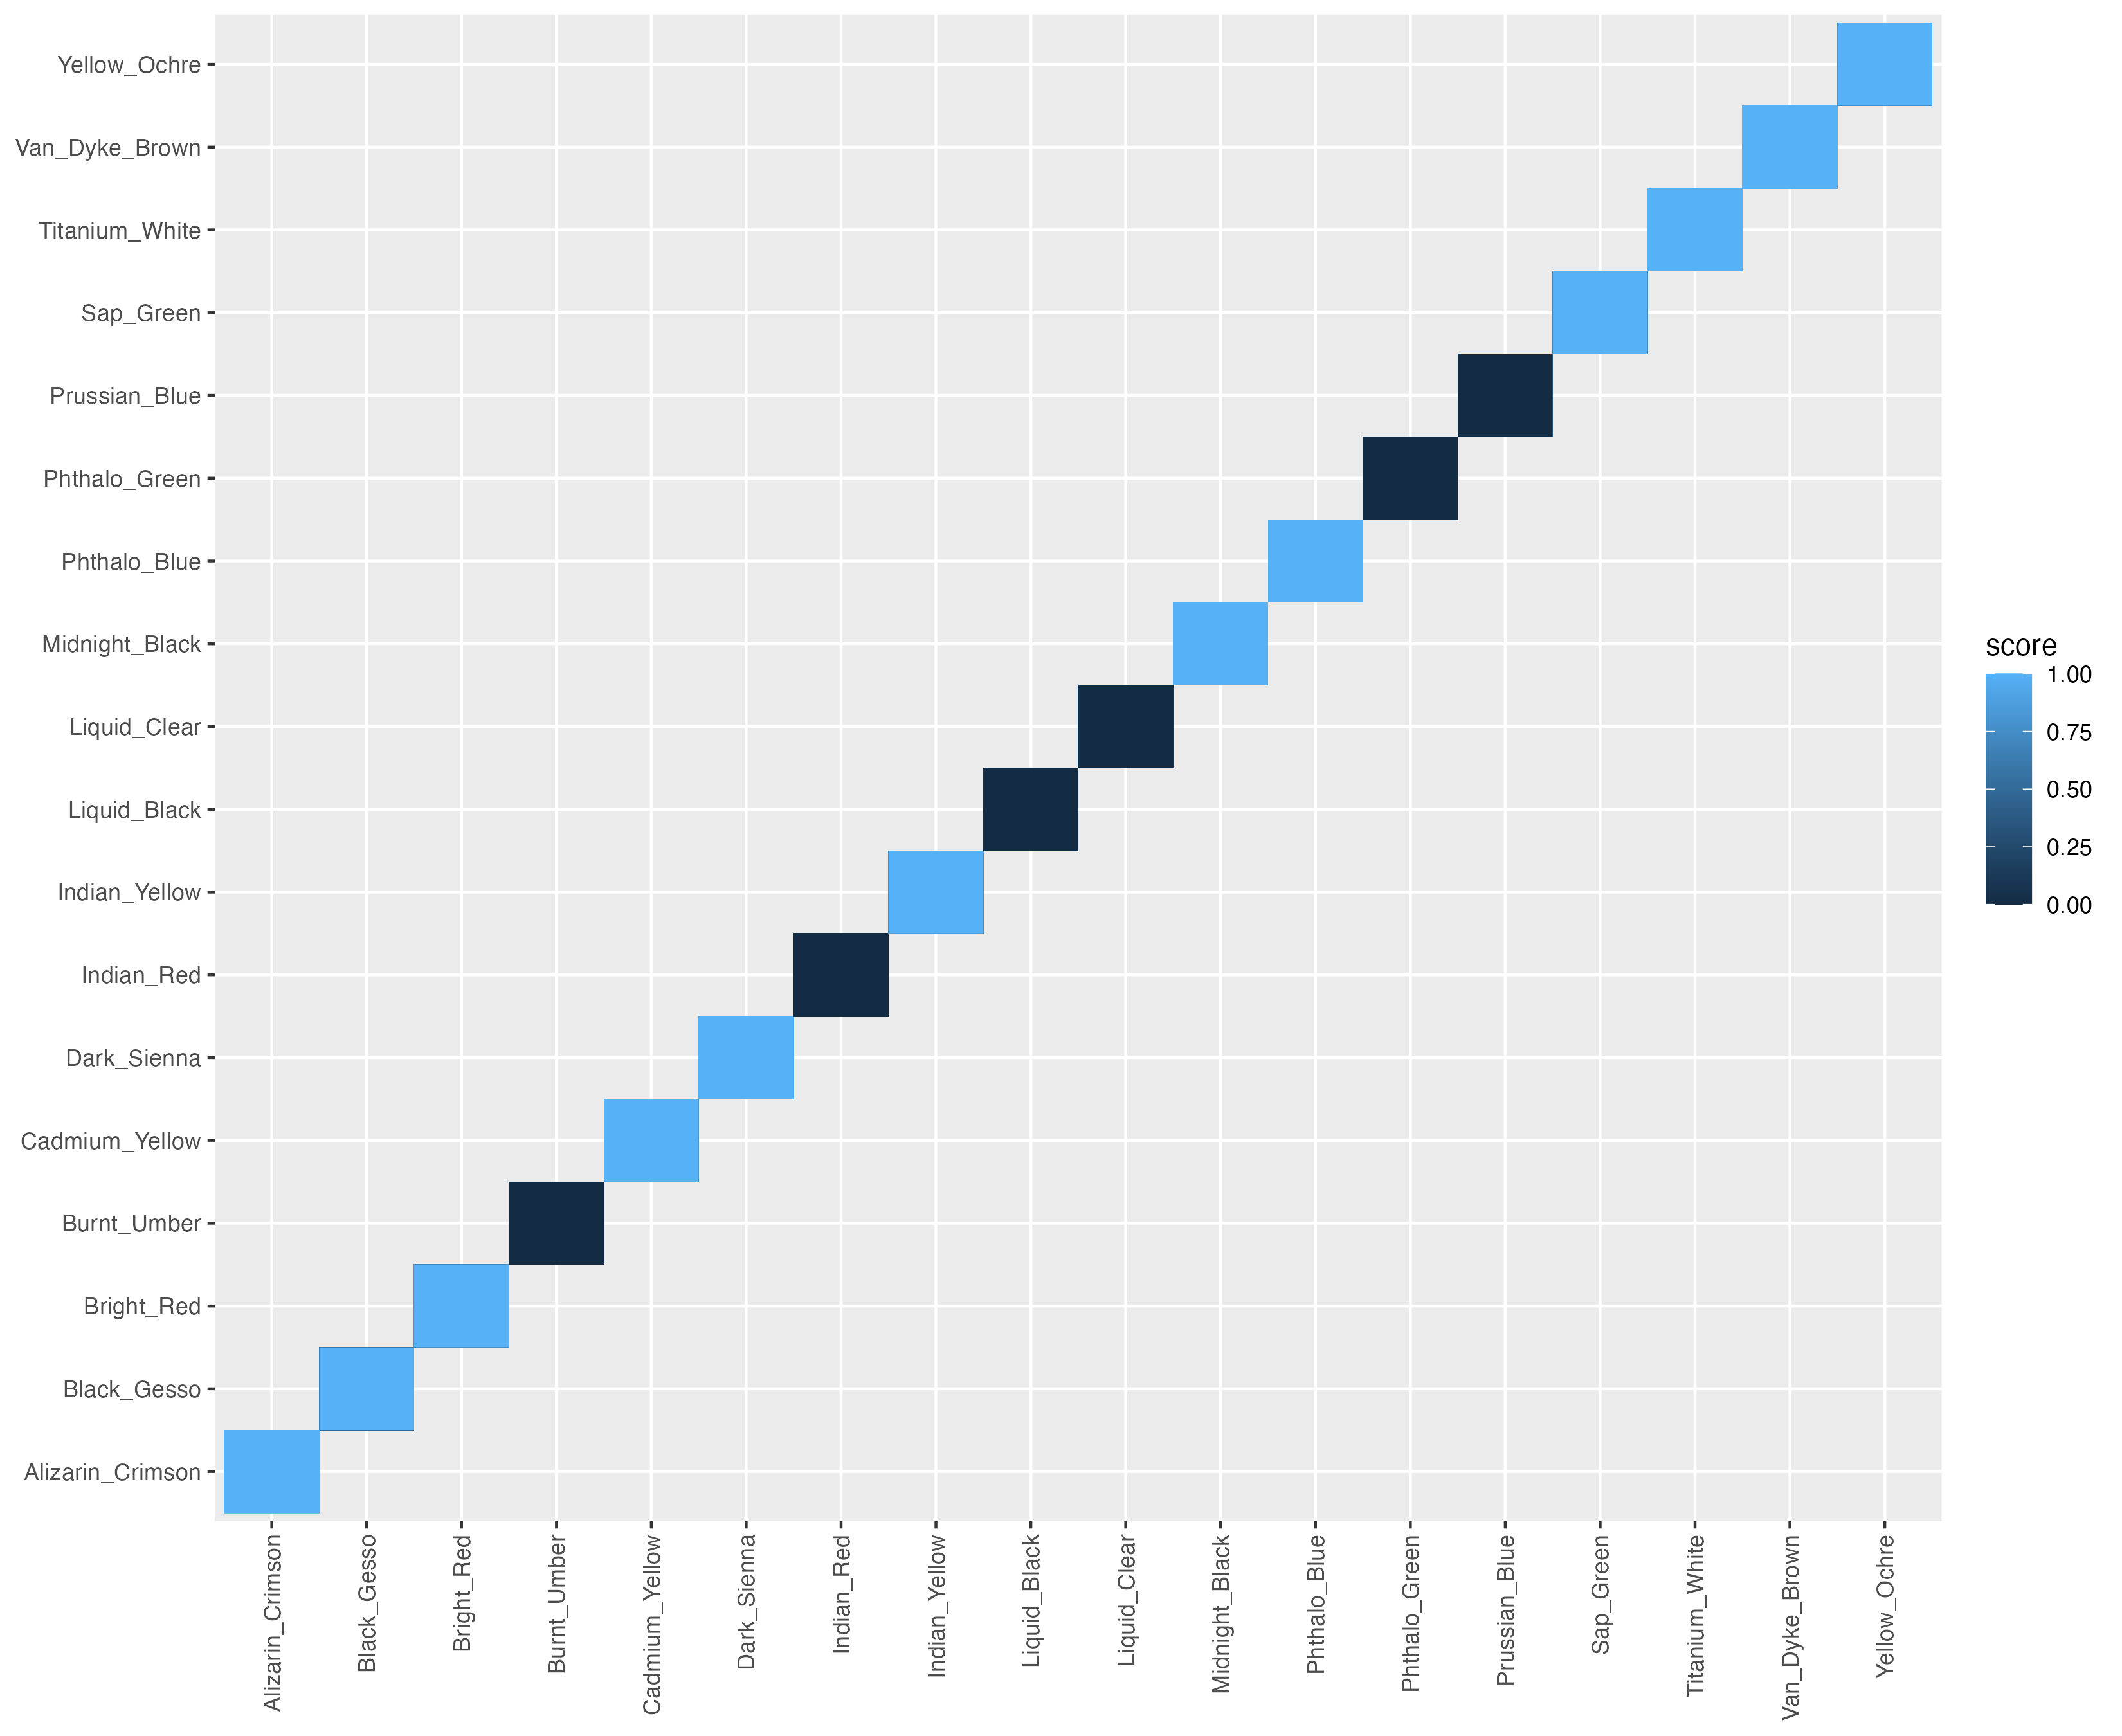 Yellow_Ochre
Van_Dyke_Brown
Titanium_White
Sap_Green
Prussian_Blue
Phthalo_Green
Phthalo_Blue
Midnight_Black
Liquid_Clear
Liquid_Black
Indian_Yellow
Indian_Red
Dark_Sienna
Cadmium_Yellow
Burnt_Umber
Bright_Red
Black_Gesso
Alizarin_Crimson
Alizarin_Crimson
Black_Gesso
Bright_Red
Burnt_Umber
Cadmium_Yellow
Dark_Sienna
Indian_Red
Indian_Yellow
Liquid_Black
Liquid_Clear
Midnight_Black
Phthalo_Blue
Phthalo_Green
Prussian_Blue
Sap_Green
Titanium_White
Van_Dyke_Brown
Yellow_Ochre
score
1.00
0.75
0.50
0.25
0.00